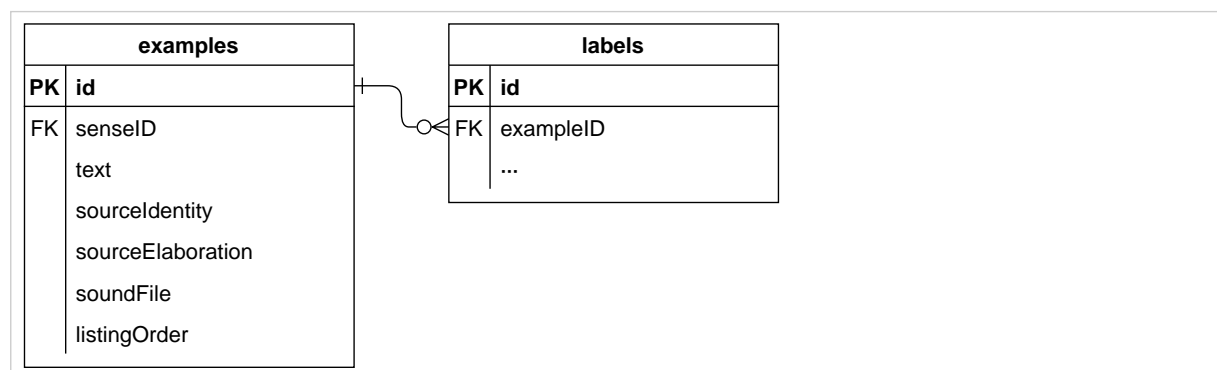 examples
PK id
FK senseID
text
sourceIdentity
sourceElaboration
soundFile
listingOrder
labels
PK id
FK exampleID
...